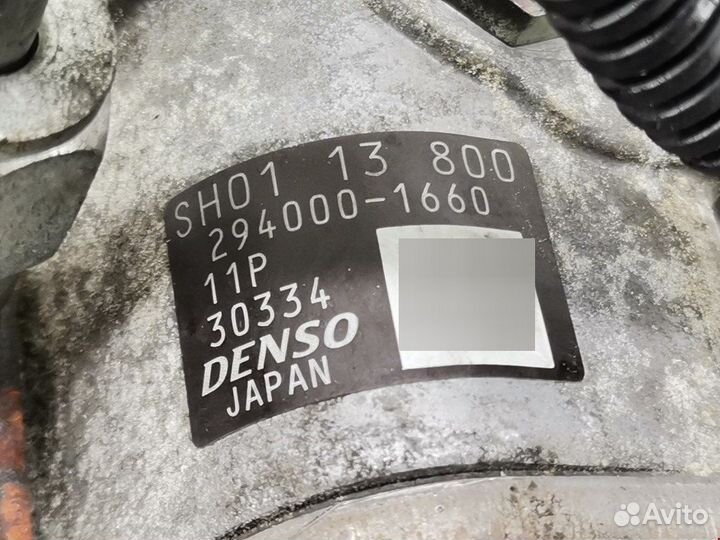 SH01 13 800
294000-1660
11P
30334
DENSO
JAPAN
Avito